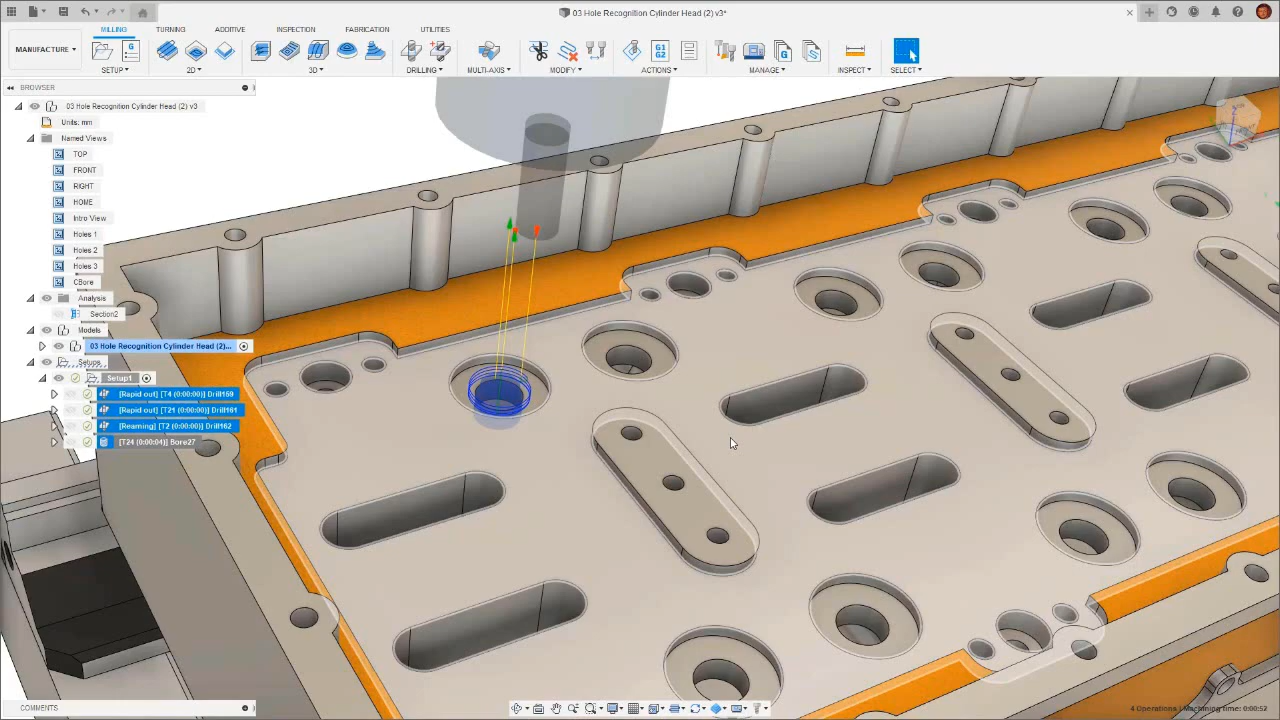 03 Hole Recognition Cylinder Head (2) v3*
MILLING TURNING ADDITIVE INSPECTION FABRICATION UTILITIES
MANUFACTURE
G1
G2
SETUP 2D 3D DRILLING MULTI-AXIS MODIFY ACTIONS MANAGE INSPECT SELECT
BROWSER
03 Hole Recognition Cylinder Head (2) v3
Units: mm
Named Views
TOP
FRONT
RIGHT
HOME
Intro View
Holes 1
Holes 2
Holes 3
CBore
Analysis
Section2
Models
03 Hole Recognition Cylinder Head (2)...
Setups
Setup1
[Rapid out] [T4 (0:00:00)] Drill169
[Rapid out] [T21 (0:00:00)] Drill161
[Reaming] [T2 (0:00:00)] Drill162
[T24 (0:00:04)] Bore27
COMMENTS
4 Operations | Machining time: 0:00:52